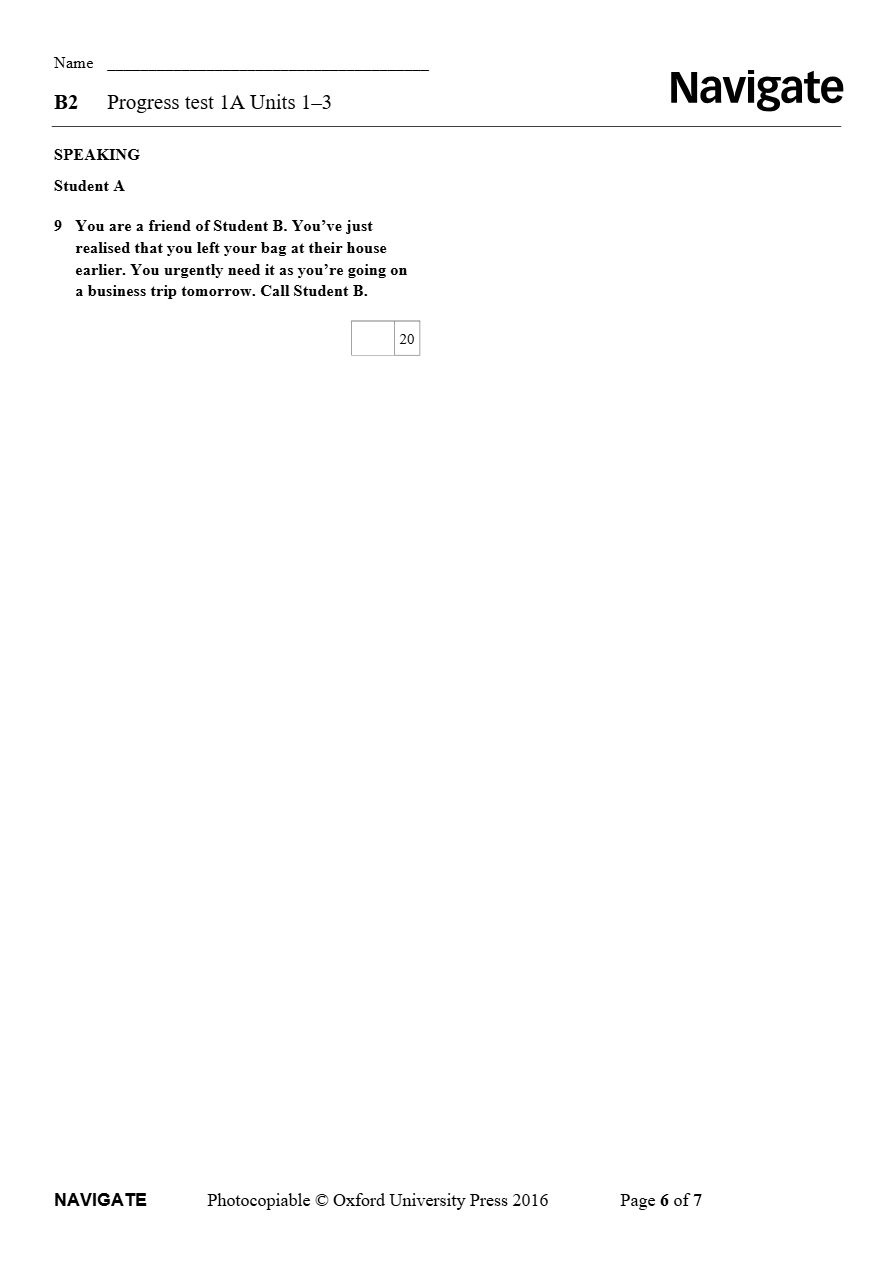 Name ______________________________________
Navigate
B2 Progress test 1A Units 1–3
SPEAKING
Student A
9 You are a friend of Student B. You’ve just
realised that you left your bag at their house
earlier. You urgently need it as you’re going on
a business trip tomorrow. Call Student B.
20
NAVIGATE Photocopiable © Oxford University Press 2016 Page 6 of 7